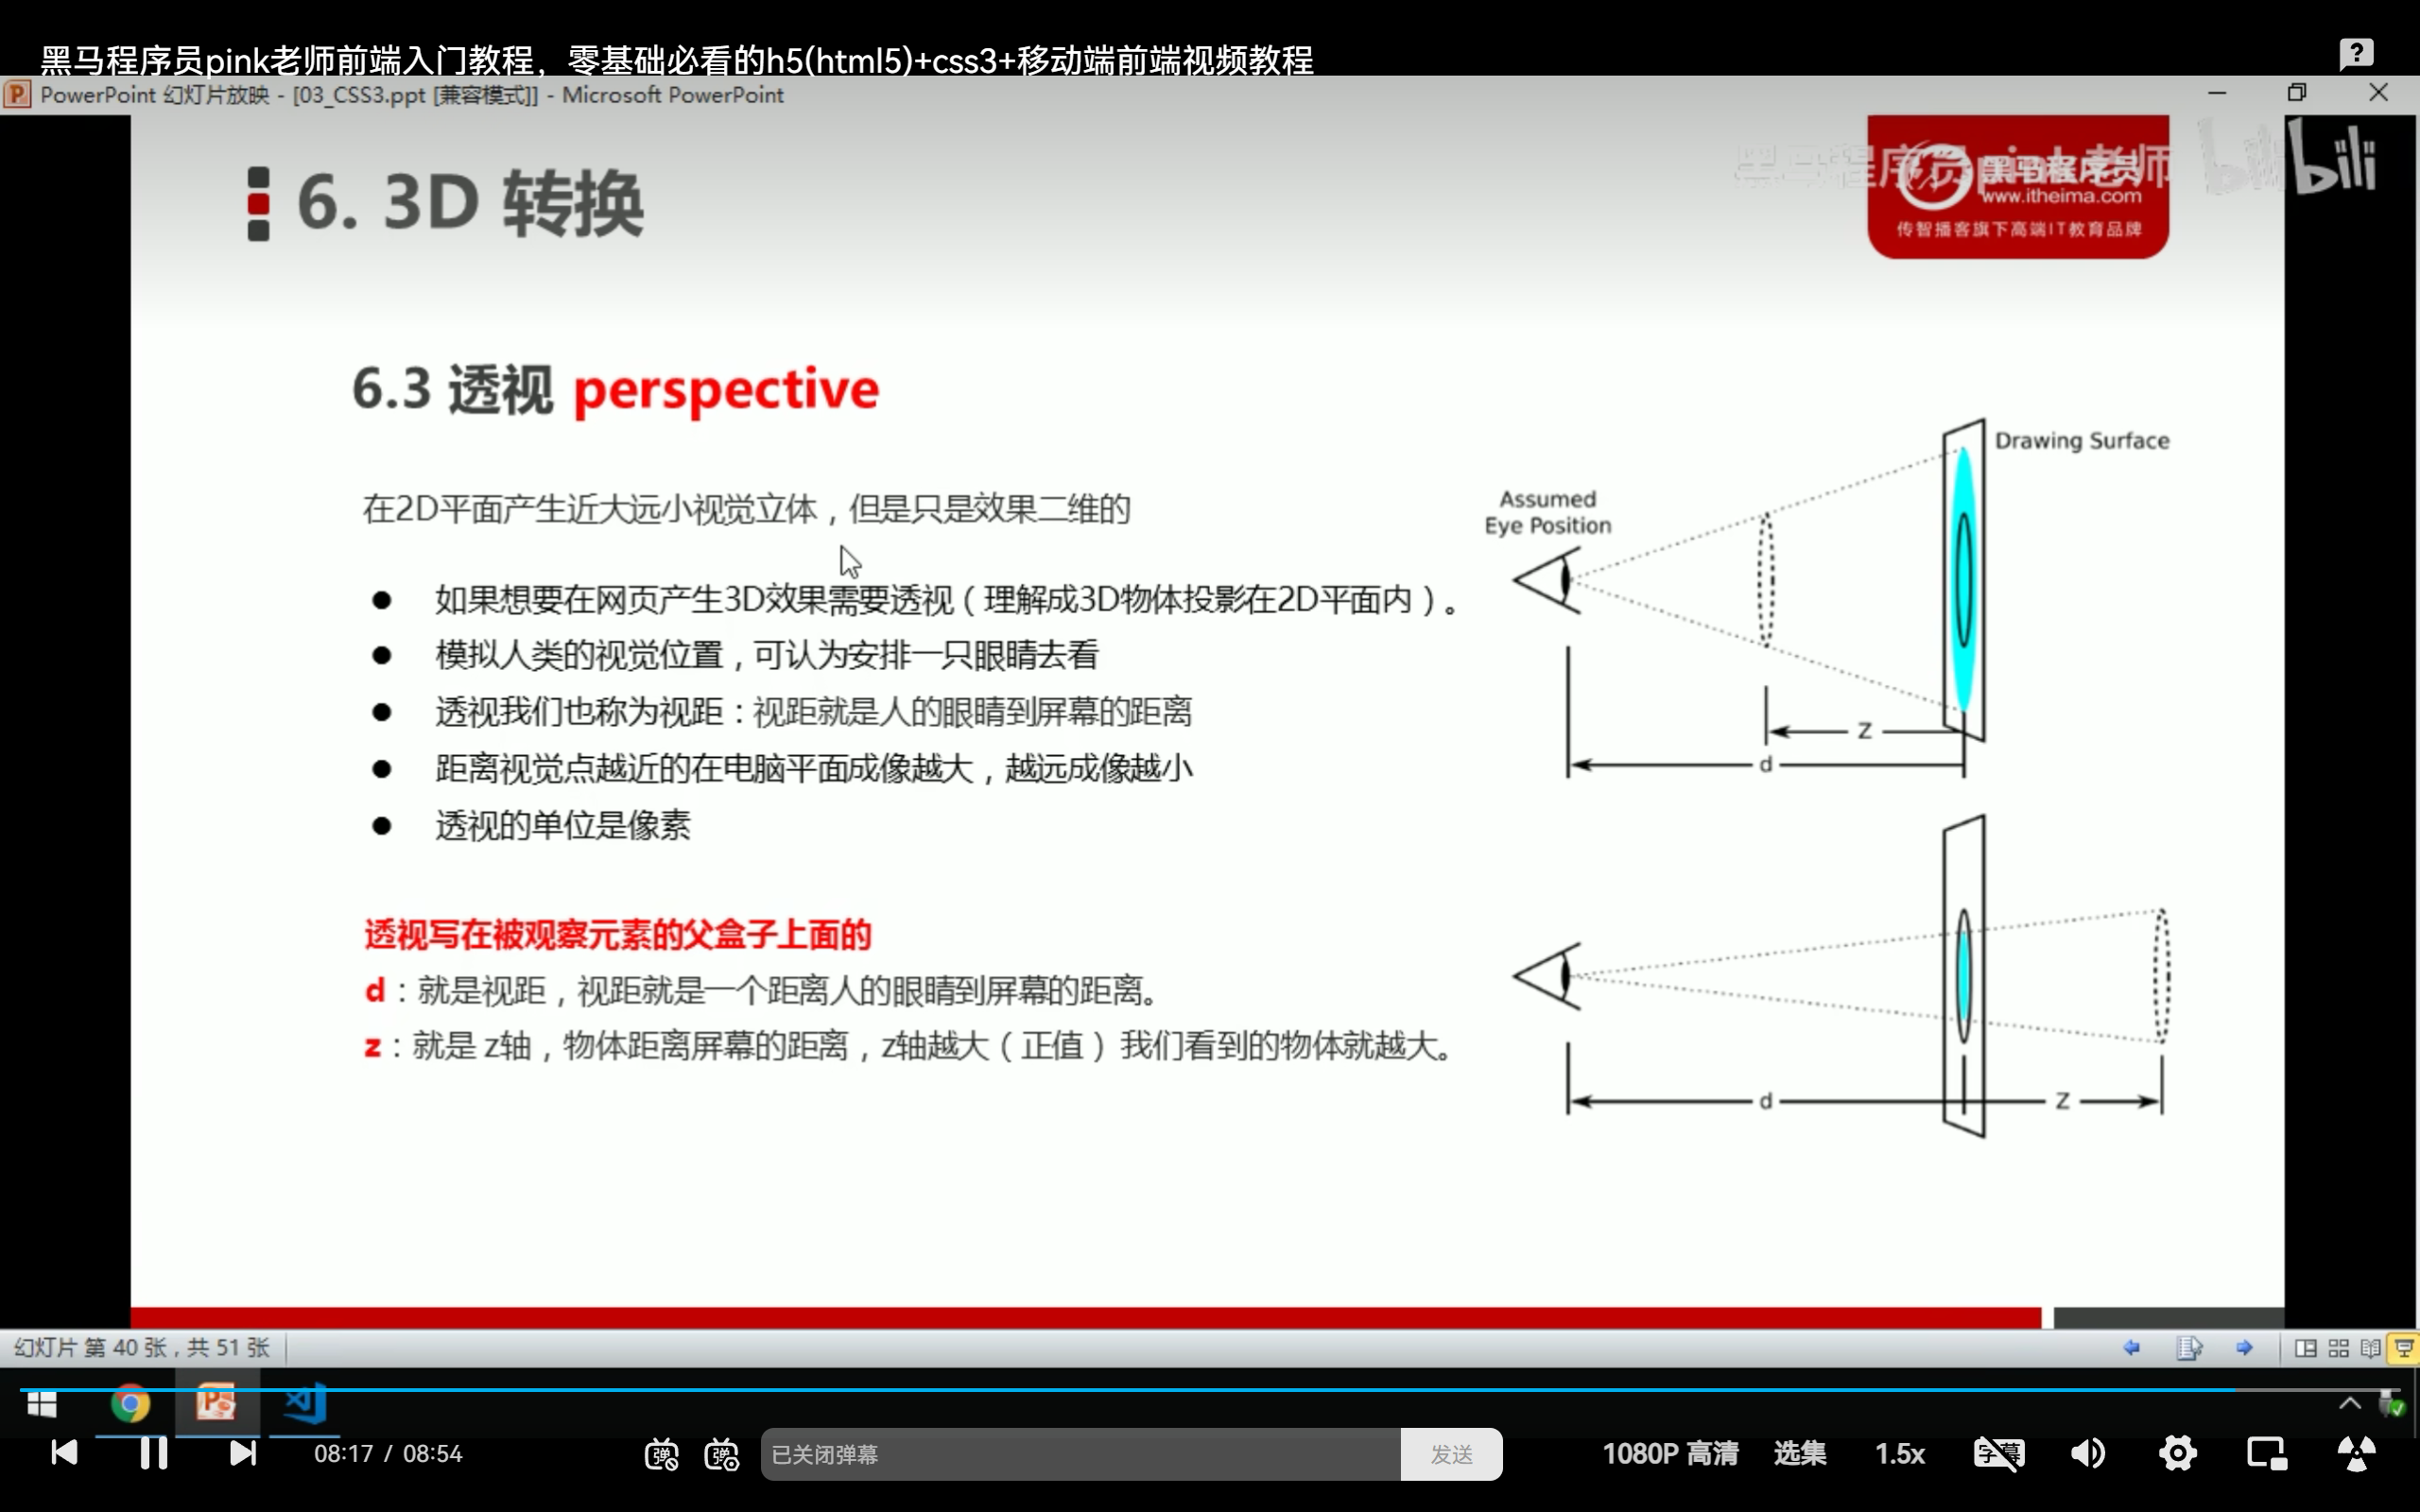 黑马程序员pink老师前端入门教程，零基础必看的h5(html5)+css3+移动端前端视频教程
PowerPoint 幻灯片放映 - [03_CSS3.ppt [兼容模式]] - Microsoft PowerPoint
6. 3D 转换
黑马程序员pink老师
bilibili
黑马程序员
www.itheima.com
传智播客旗下高端IT教育品牌
6.3 透视 perspective
在2D平面产生近大远小视觉立体，但是只是效果二维的
如果想要在网页产生3D效果需要透视（理解成3D物体投影在2D平面内）。
模拟人类的视觉位置，可认为安排一只眼睛去看
透视我们也称为视距：视距就是人的眼睛到屏幕的距离
距离视觉点越近的在电脑平面成像越大，越远成像越小
透视的单位是像素
透视写在被观察元素的父盒子上面的
d：就是视距，视距就是一个距离人的眼睛到屏幕的距离。
z：就是 z轴，物体距离屏幕的距离，z轴越大（正值）我们看到的物体就越大。
Drawing Surface
Assumed
Eye Position
Z
d
d
Z
幻灯片 第 40 张，共 51 张
08:17 / 08:54
弹
弹
已关闭弹幕
发送
1080P 高清
选集
1.5x
字幕